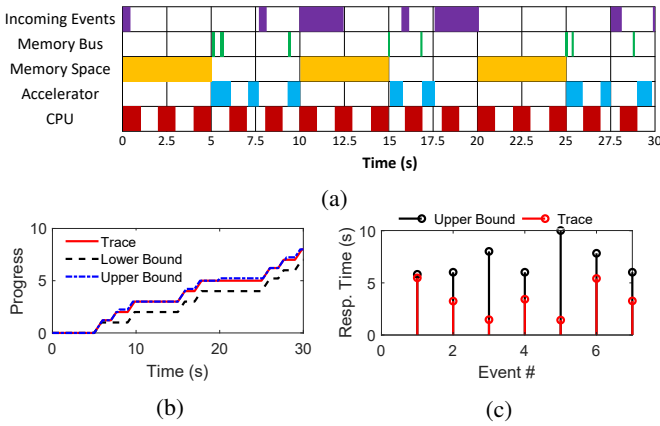 Incoming Events
Memory Bus
Memory Space
Accelerator
CPU
0 2.5 5 7.5 10 12.5 15 17.5 20 22.5 25 27.5 30
Time (s)
(a)
10
5
0
Progress
Trace
Lower Bound
Upper Bound
0 10 20 30
Time (s)
(b)
Upper Bound Trace
10
5
0
Resp. Time (s)
0 2 4 6
Event #
(c)